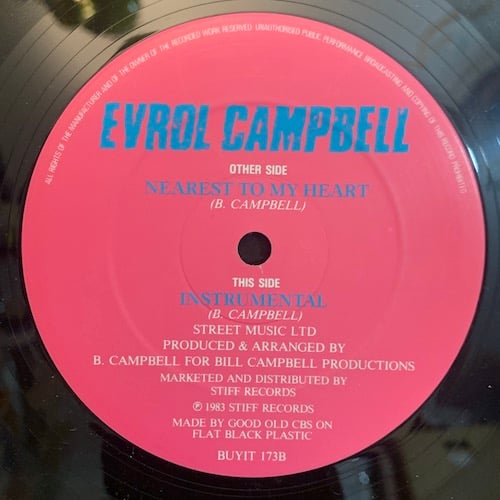 ALL RIGHTS OF THE MANUFACTURER AND OF THE OWNER OF THE RECORDED WORK RESERVED UNAUTHORISED PUBLIC PERFORMANCE BROADCASTING AND COPYING OF THIS RECORD PROHIBITED
EVROL CAMPBELL
OTHER SIDE
NEAREST TO MY HEART
(B. CAMPBELL)
THIS SIDE
INSTRUMENTAL
(B. CAMPBELL)
STREET MUSIC LTD
PRODUCED & ARRANGED BY
B. CAMPBELL FOR BILL CAMPBELL PRODUCTIONS
MARKETED AND DISTRIBUTED BY
STIFF RECORDS
℗ 1983 STIFF RECORDS
MADE BY GOOD OLD CBS ON
FLAT BLACK PLASTIC
BUYIT 173B